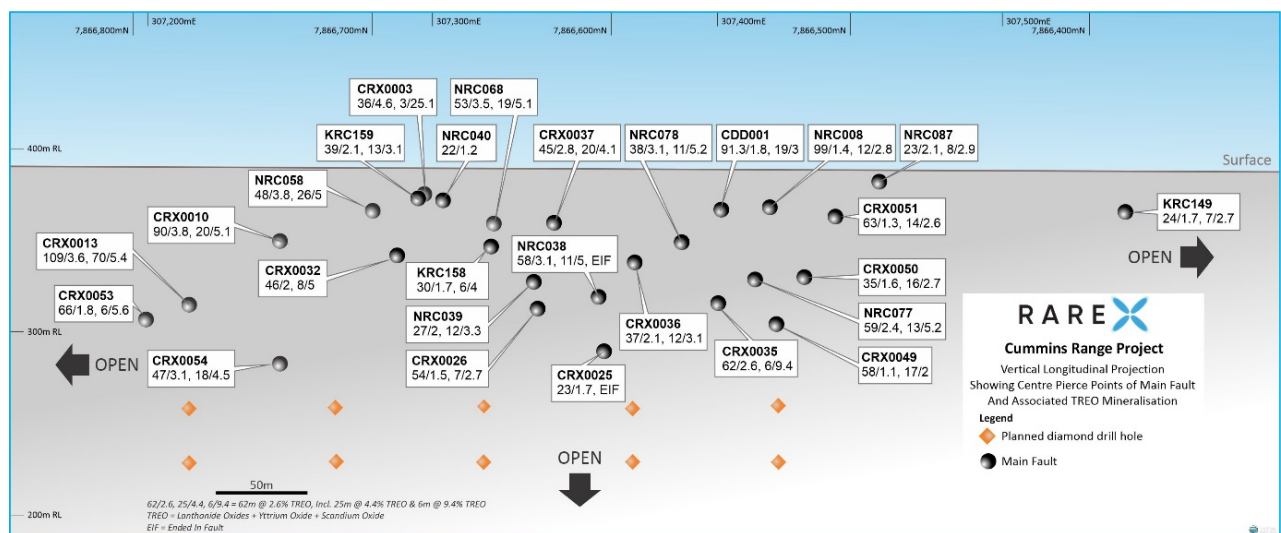 307,200mE
307,300mE
307,400mE
307,500mE
7,866,800mN
7,866,700mN
7,866,600mN
7,866,500mN
7,866,400mN
CRX0003
36/4.6, 3/25.1
NRC068
53/3.5, 19/5.1
KRC159
39/2.1, 13/3.1
NRC040
22/1.2
CRX0037
45/2.8, 20/4.1
NRC078
38/3.1, 11/5.2
CDD001
91.3/1.8, 19/3
NRC008
99/1.4, 12/2.8
NRC087
23/2.1, 8/2.9
400m RL
Surface
NRC058
48/3.8, 26/5
CRX0010
90/3.8, 20/5.1
CRX0013
109/3.6, 70/5.4
CRX0053
66/1.8, 6/5.6
CRX0032
46/2, 8/5
KRC158
30/1.7, 6/4
NRC038
58/3.1, 11/5, EIF
CRX0051
63/1.3, 14/2.6
KRC149
24/1.7, 7/2.7
OPEN
CRX0050
35/1.6, 16/2.7
NRC039
27/2, 12/3.3
CRX0036
37/2.1, 12/3.1
NRC077
59/2.4, 13/5.2
300m RL
OPEN
CRX0054
47/3.1, 18/4.5
CRX0026
54/1.5, 7/2.7
CRX0025
23/1.7, EIF
CRX0035
62/2.6, 6/9.4
CRX0049
58/1.1, 17/2
RAREX
Cummins Range Project
Vertical Longitudinal Projection
Showing Centre Pierce Points of Main Fault
And Associated TREO Mineralisation
Legend
Planned diamond drill hole
Main Fault
OPEN
50m
62/2.6, 25/4.4, 6/9.4 = 62m @ 2.6% TREO, Incl. 25m @ 4.4% TREO & 6m @ 9.4% TREO
TREO = Lanthonide Oxides + Yttrium Oxide + Scandium Oxide
EIF = Ended In Fault
200m RL